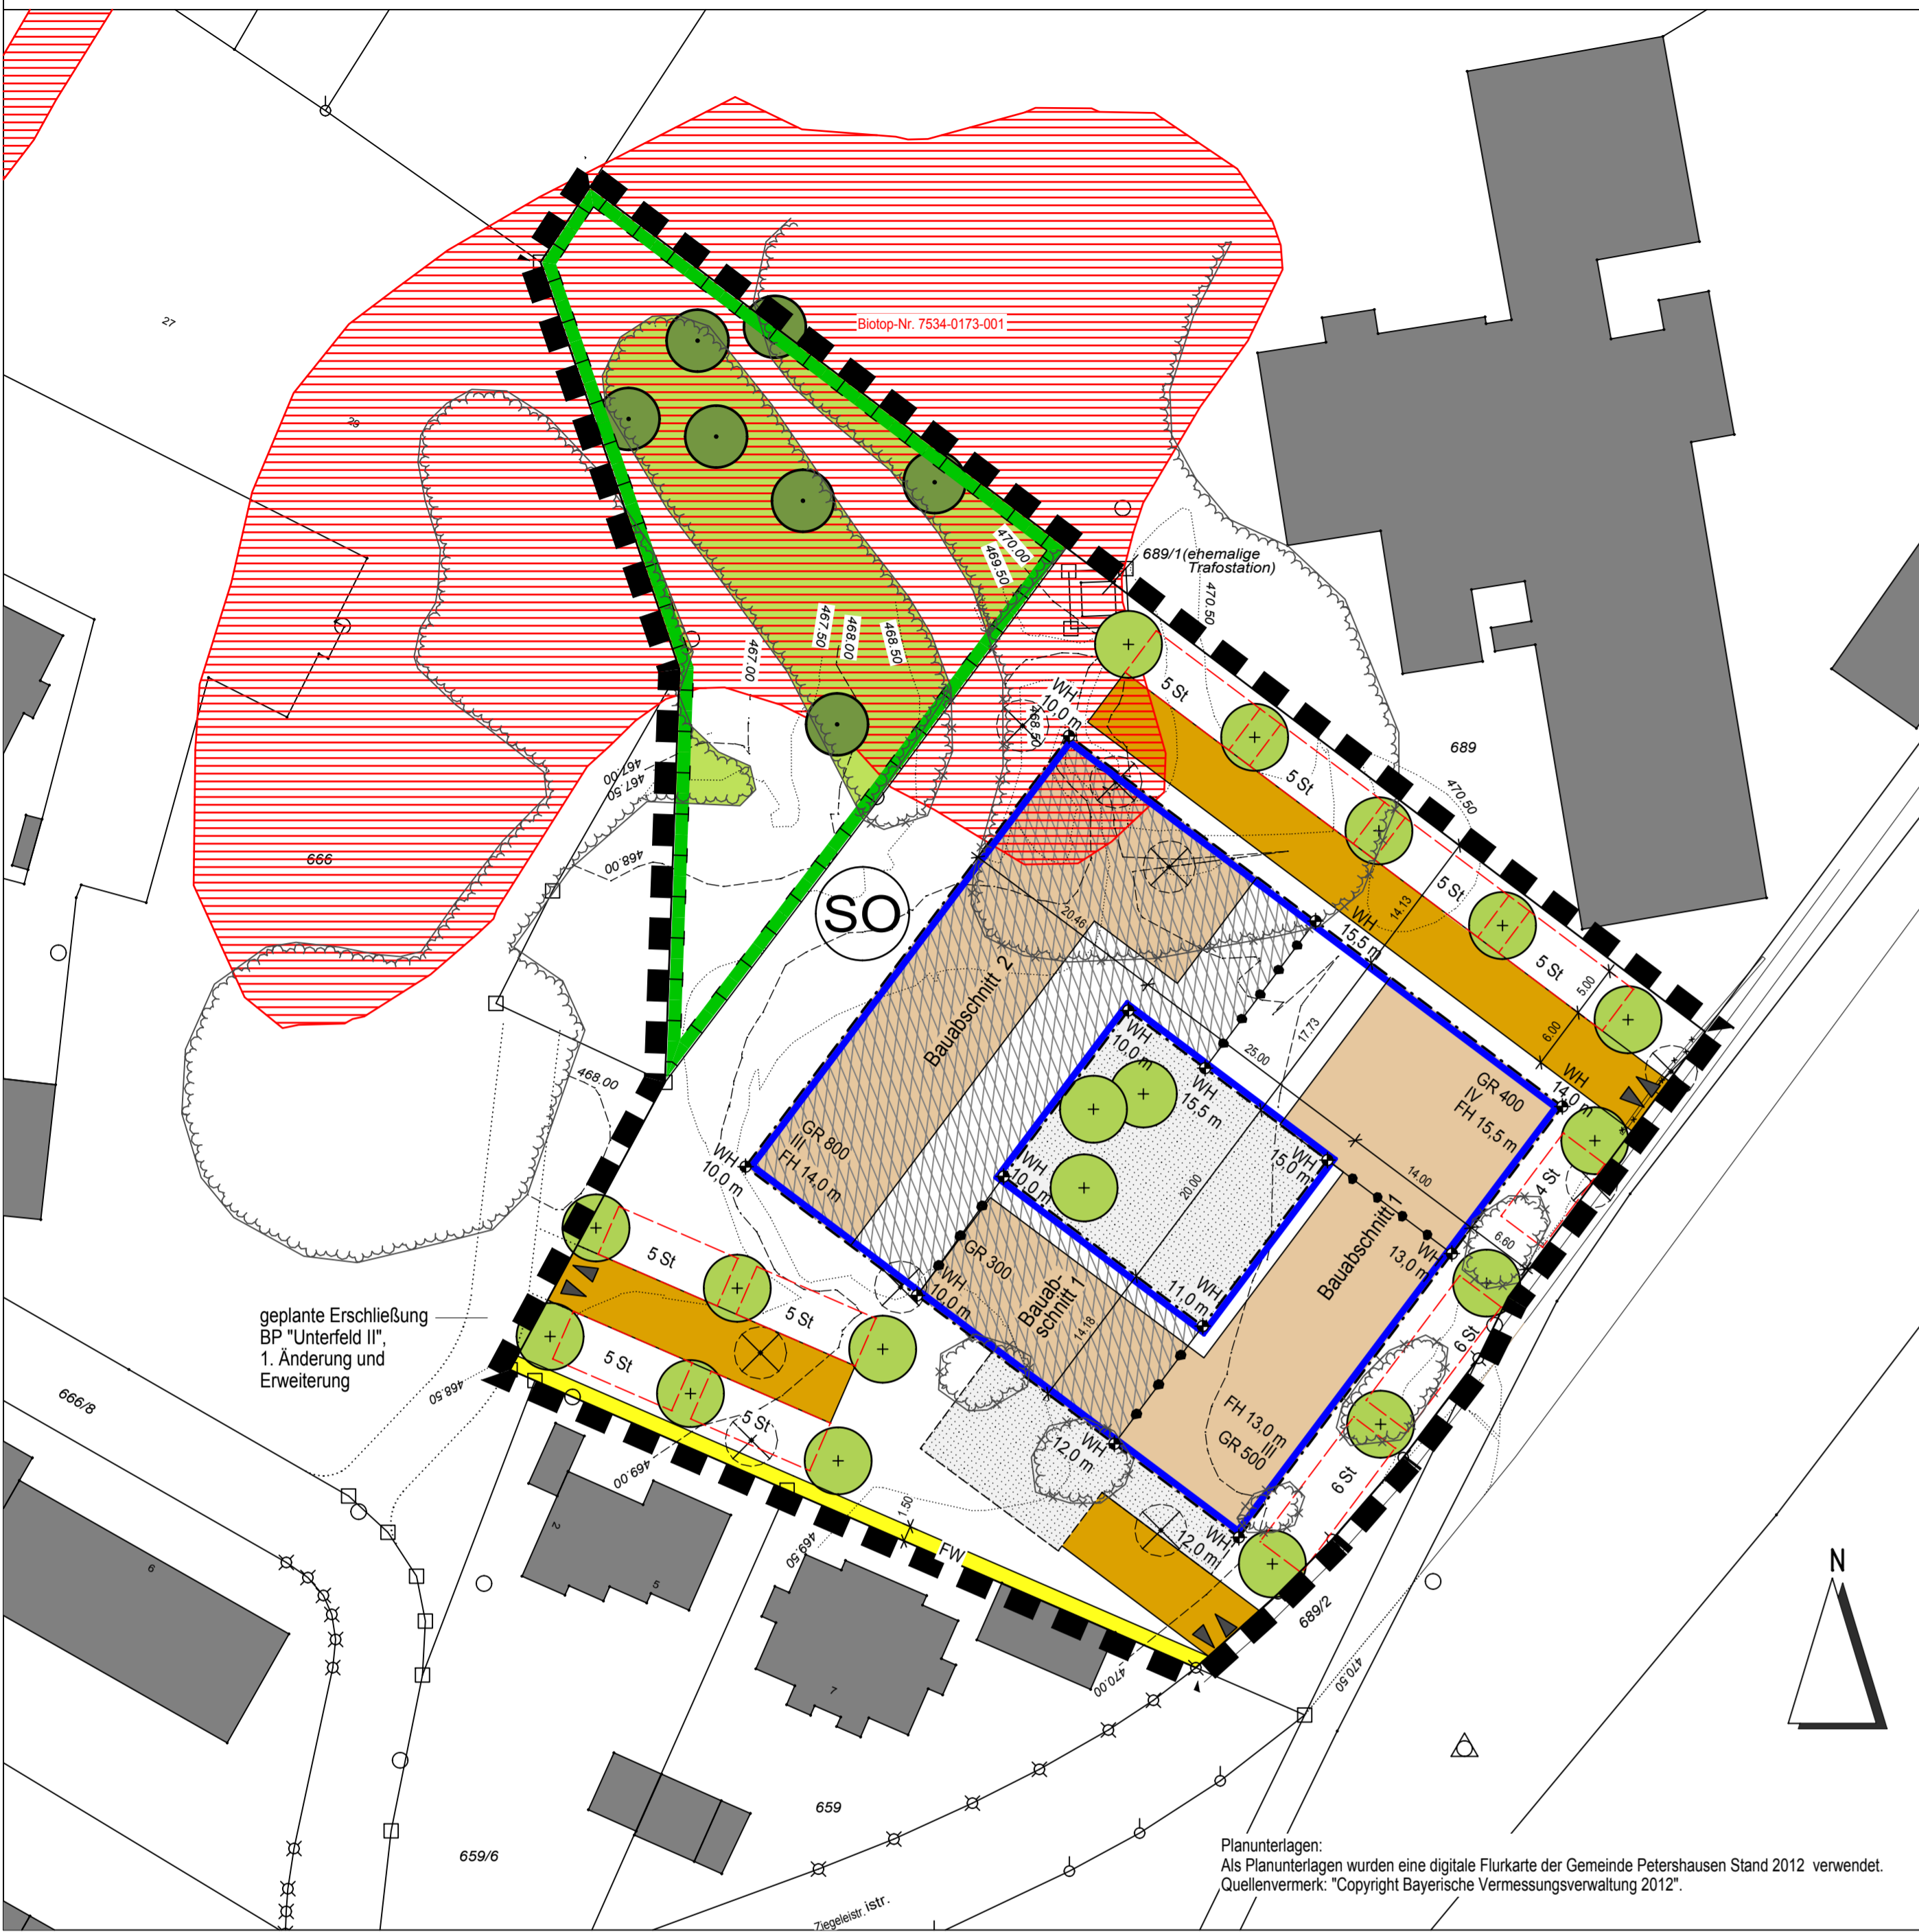 27
29
Biotop-Nr. 7534-0173-001
689/1(ehemalige
Trafostation)
470.00
469.50
470.50
467.50
468.00
468.50
467.00
WH
10,0 m
468.50
5 St
689
5 St
470.50
467.00
467.50
468.00
666
SO
20.46
WH
15,5 m
14.13
5 St
5 St
5.00
6.00
Bauabschnitt 2
WH
10,0 m
25.00
17.73
WH
15,5 m
WH
14,0 m
GR 400
IV
FH 15,5 m
468.00
GR 800
III
FH 14,0 m
WH
10,0 m
WH
10,0 m
20.00
WH
15,0 m
14.00
4 St
Bauabschnitt 1
6.60
WH
13,0 m
5 St
5 St
GR 300
WH
10,0 m
Bauab-
schnitt 1
14.18
WH
11,0 m
geplante Erschließung
BP "Unterfeld II",
1. Änderung und
Erweiterung
5 St
5 St
468.50
666/8
469.00
6 St
6 St
FH 13,0 m
III
GR 500
WH
12,0 m
WH
12,0 m
1.50
469.50
FW
2
5
6
7
470.00
689/2
470.50
N
659
659/6
Planunterlagen:
Als Planunterlagen wurden eine digitale Flurkarte der Gemeinde Petershausen Stand 2012 verwendet.
Quellenvermerk: "Copyright Bayerische Vermessungsverwaltung 2012".
Ziegeleistr. istr.